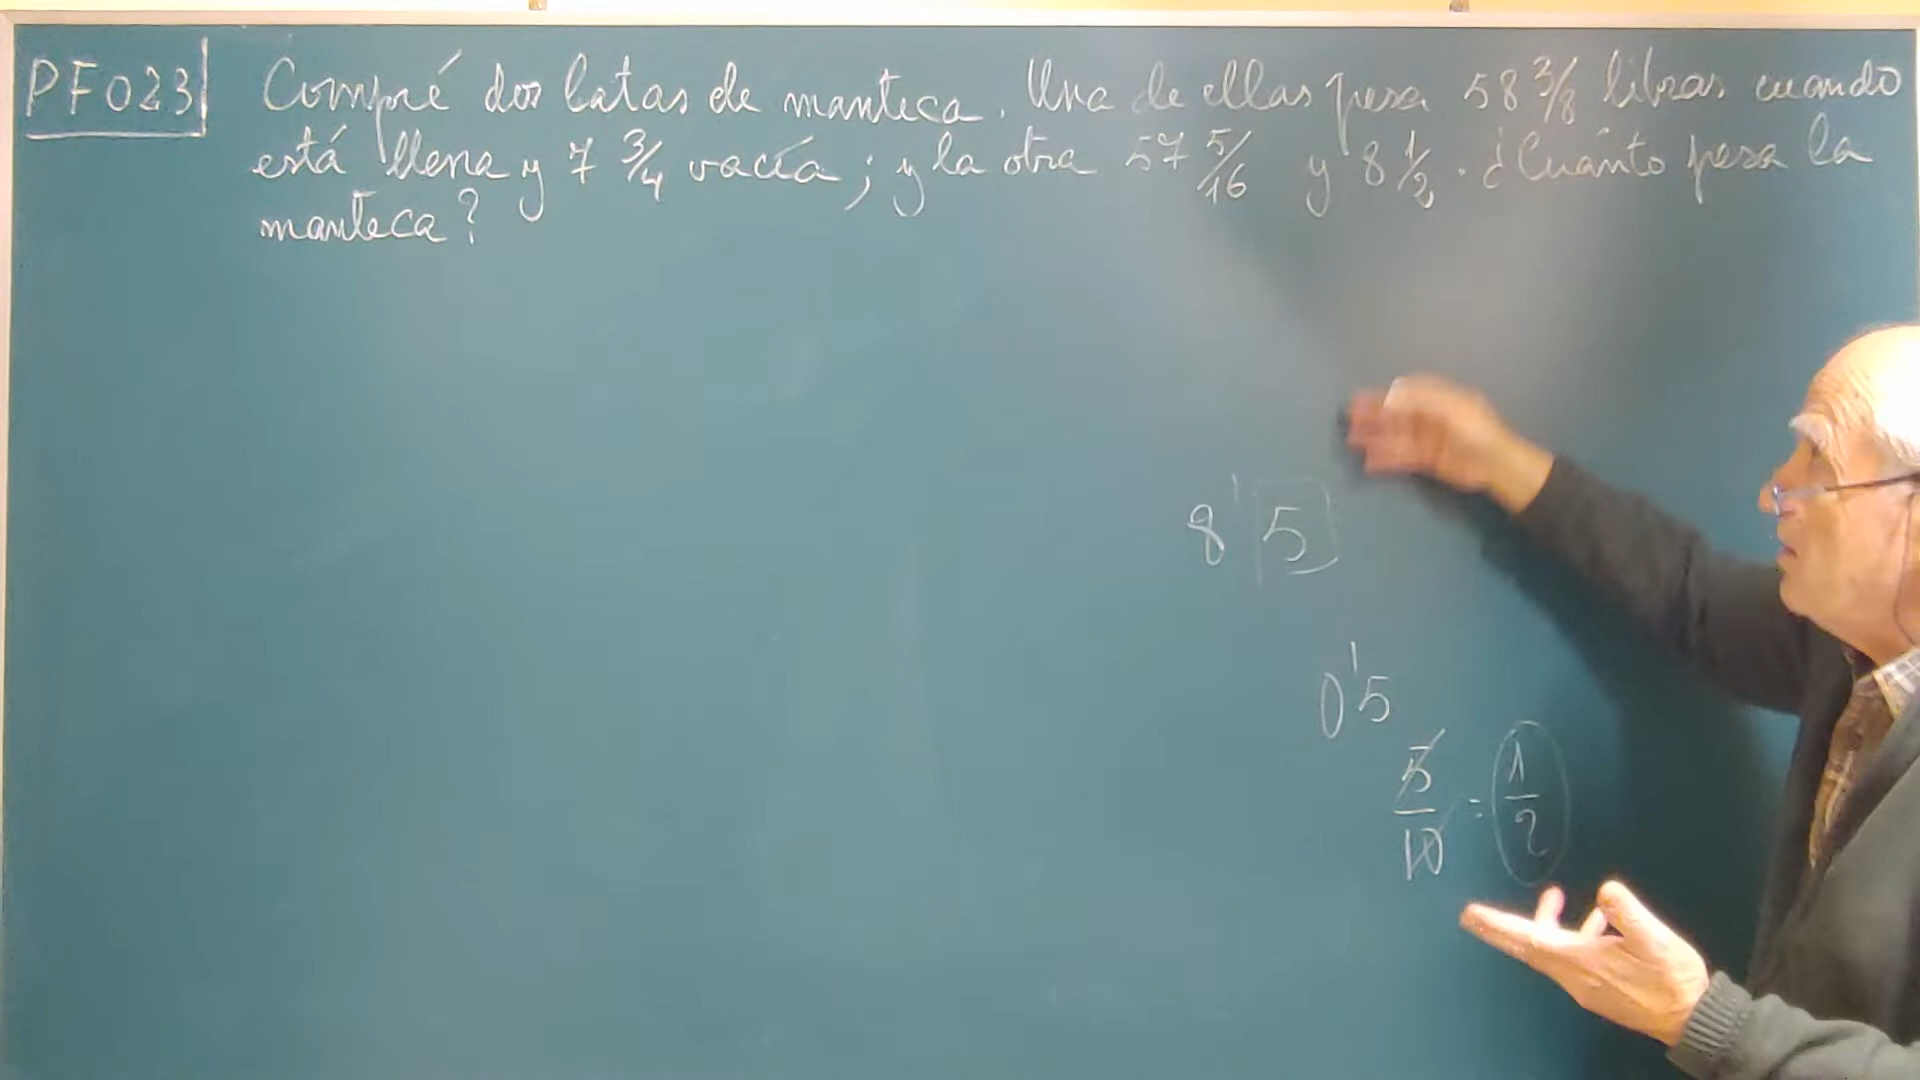 PF023 Compré dos latas de manteca. Una de ellas pesa 58 3/8 libras cuando
está llena y 7 3/4 vacía; y la otra 57 5/16 y 8 1/2. ¿Cuánto pesa la
manteca?
8'5
0'5
5/10 = 1/2